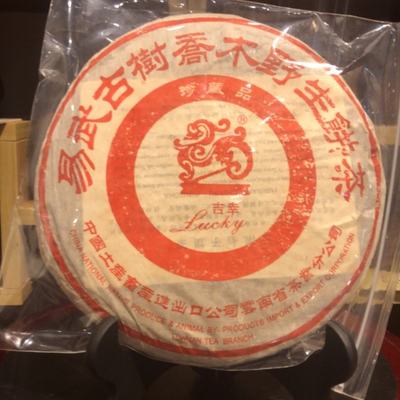 易武古樹喬木野生餅茶
珍藏品
®
吉幸
Lucky
中國土產畜產進出口公司雲南省茶葉分公司
CHINA NATIONAL NATIVE PRODUCE & ANIMAL BY-PRODUCTS IMPORT & EXPORT CORPORATION
YUNNAN TEA BRANCH